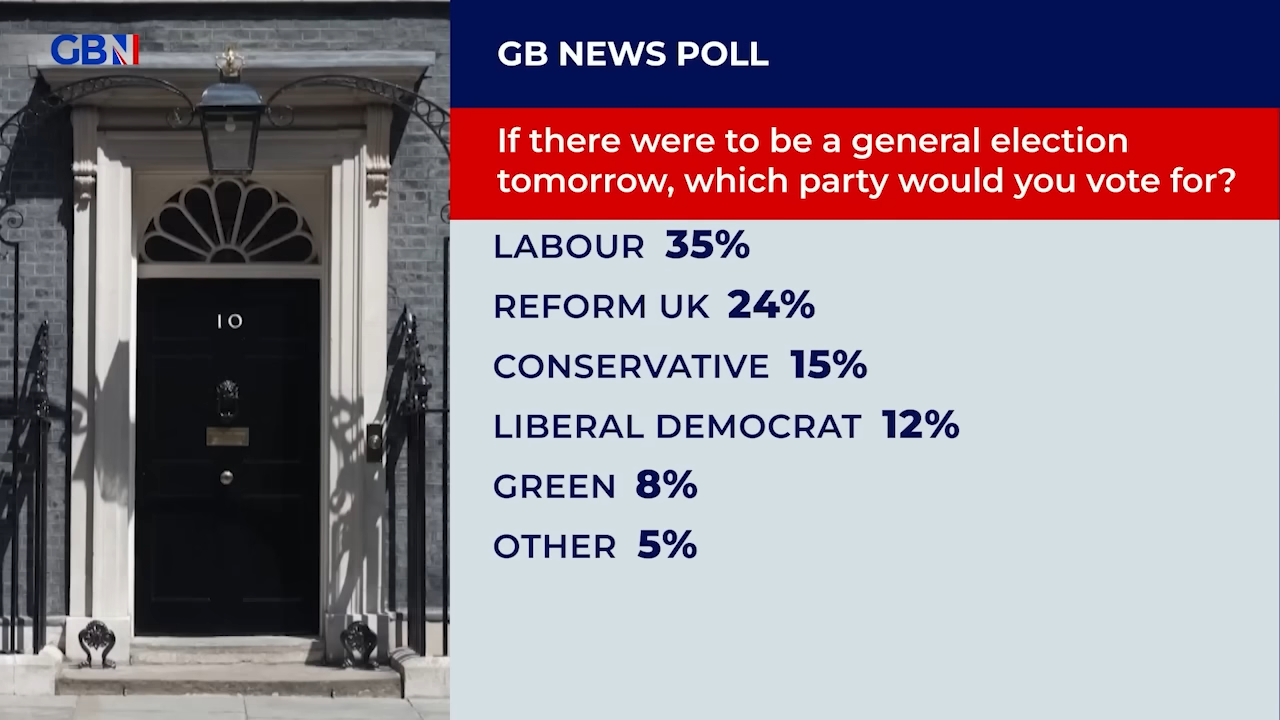 GBN
GB NEWS POLL
If there were to be a general election
tomorrow, which party would you vote for?
LABOUR 35%
REFORM UK 24%
CONSERVATIVE 15%
LIBERAL DEMOCRAT 12%
GREEN 8%
OTHER 5%
10